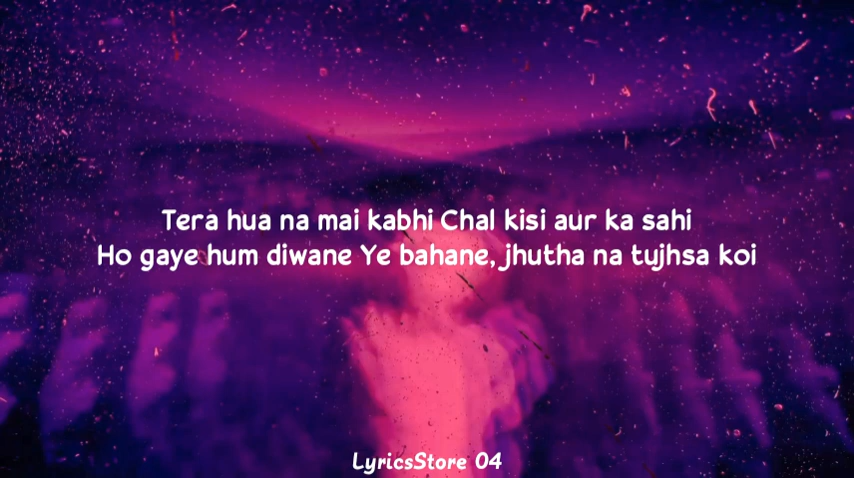 Tera hua na mai kabhi Chal kisi aur ka sahi
Ho gaye hum diwane Ye bahane, jhutha na tujhsa koi
LyricsStore 04